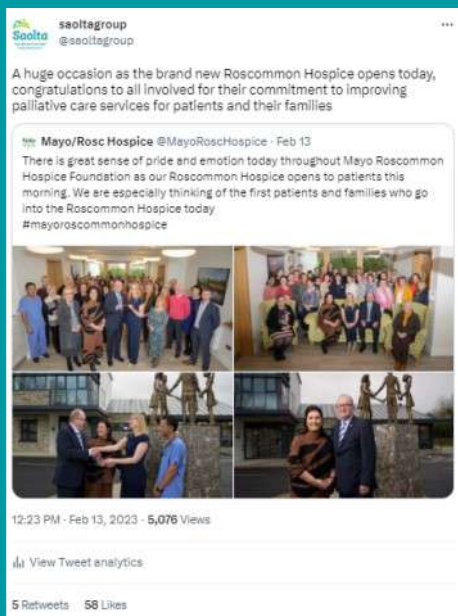 saoltagroup
Saolta
@saoltagroup
A huge occasion as the brand new Roscommon Hospice opens today,
congratulations to all involved for their commitment to improving
palliative care services for patients and their families
Mayo/Rosc Hospice @MayoRoscHospice · Feb 13
There is great sense of pride and emotion today throughout Mayo Roscommon
Hospice Foundation as our Roscommon Hospice opens to patients this
morning. We are especially thinking of the first patients and families who go
into the Roscommon Hospice today
#mayoroscommonhospice
12:23 PM · Feb 13, 2023 · 5,076 Views
View Tweet analytics
5 Retweets 58 Likes